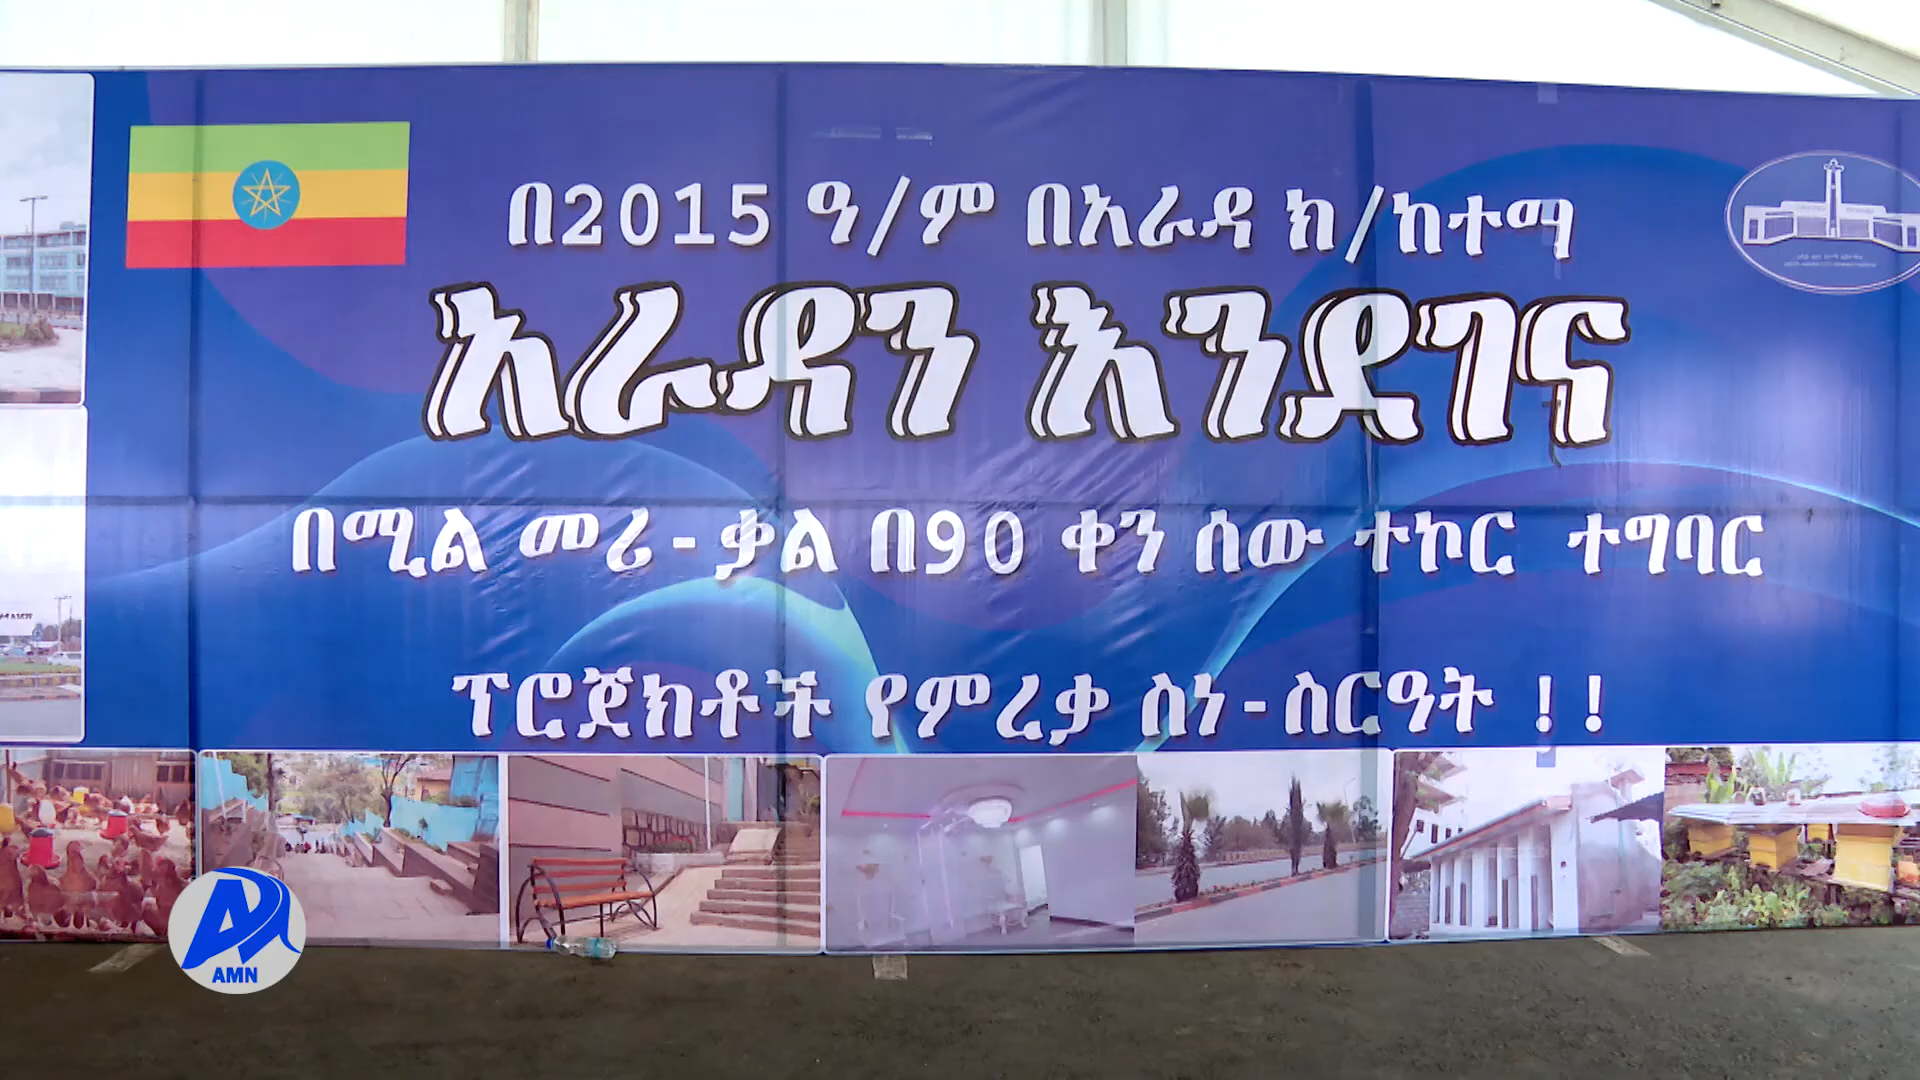 በ2015 ዓ/ም በአራዳ ክ/ከተማ
አራዳን እንደገና
በሚል መሪ-ቃል በ90 ቀን ሰው ተኮር ተግባር
ፕሮጀክቶች የምረቃ ስነ-ስርዓት !!
AMN